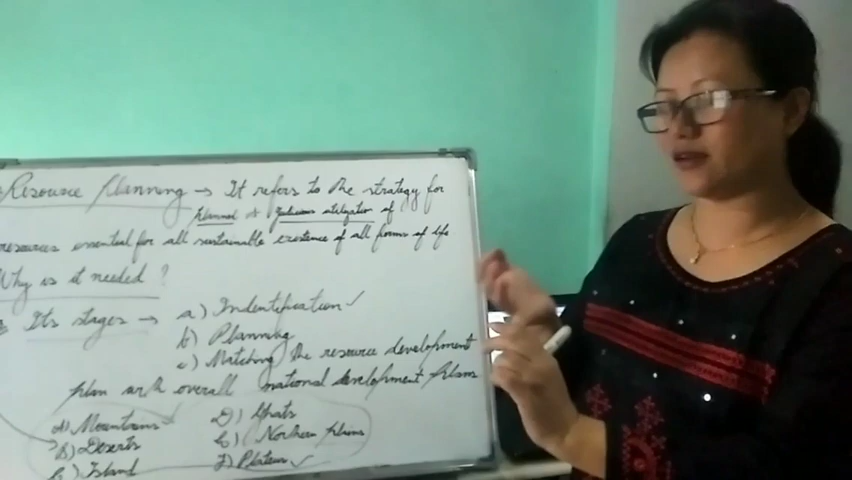 Resource Planning → It refers to the strategy for
planned & judicious utilization of
resources essential for all sustainable existence of all forms of life
Why is it needed ?
Its stages → a) Indentification ✓
b) Planning
c) Matching the resource development
plan with overall national development plans
A) Mountains D) Ghats
B) Deserts E) Northern plains
C) Island F) Plateau ✓